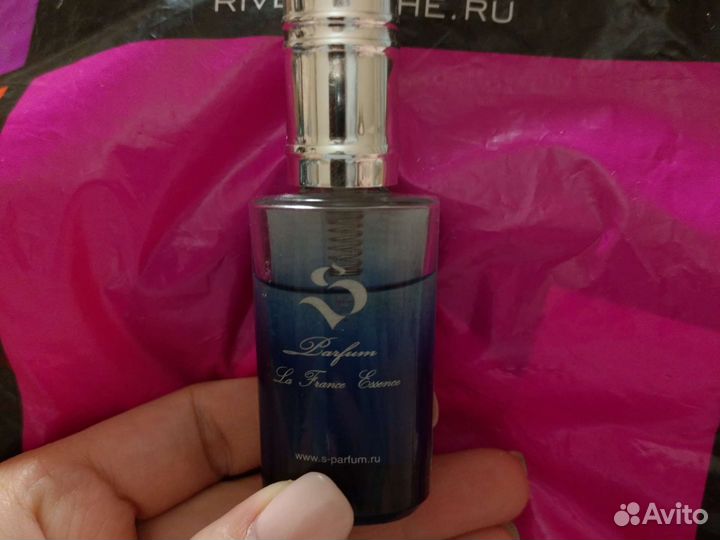 RIVE HE.RU
S
Parfum
La France Essence
www.s-parfum.ru
Avito